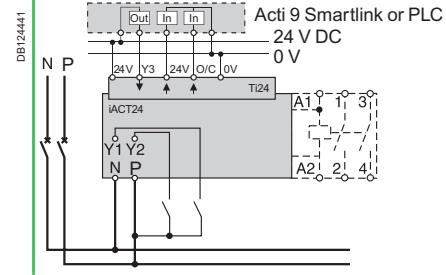 DB124441
Out In In Acti 9 Smartlink or PLC
24 V DC
0 V
N P
24V Y3 24V O/C 0V
Ti24
iACT24
A1 1 3
Y1 Y2
N P
A2 2 4